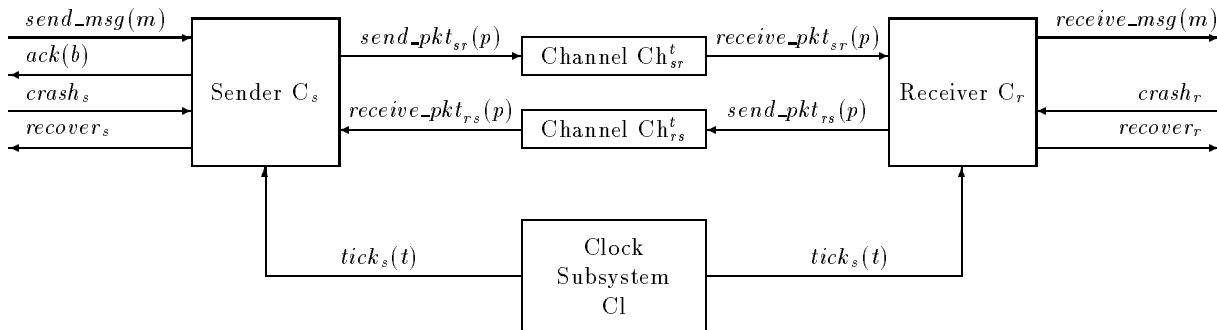 send_msg(m)
ack(b)
crash_s
recover_s
Sender C_s
send_pkt_sr(p)
receive_pkt_rs(p)
Channel Ch^t_sr
Channel Ch^t_rs
receive_pkt_sr(p)
send_pkt_rs(p)
Receiver C_r
receive_msg(m)
crash_r
recover_r
tick_s(t)
Clock
Subsystem
Cl
tick_s(t)